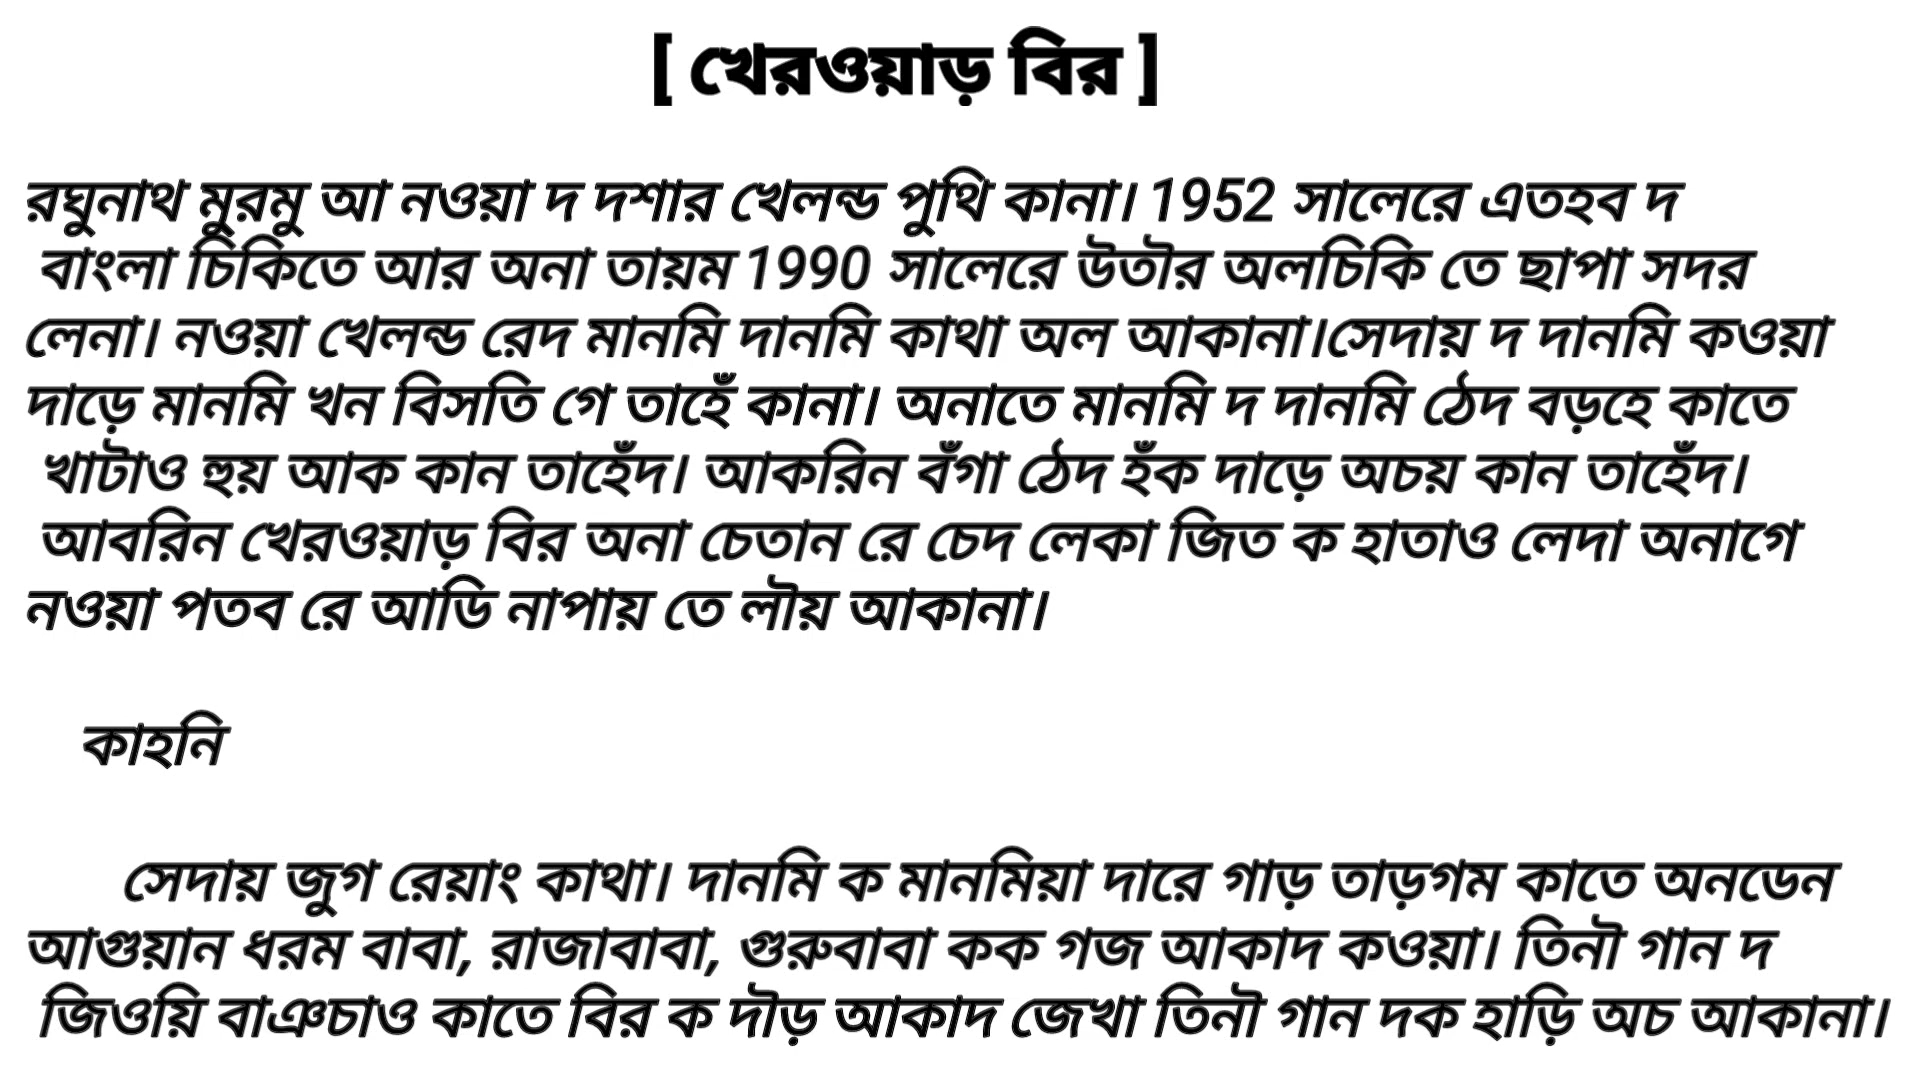 [ খেরওয়াড় বির ]
রঘুনাথ মুরমু আ নওয়া দ দশার খেলন্ড পুথি কানা। 1952 সালেরে এতহব দ
বাংলা চিকিতে আর অনা তায়ম 1990 সালেরে উতৗর অলচিকি তে ছাপা সদর
লেনা। নওয়া খেলন্ড রেদ মানমি দানমি কাথা অল আকানা।সেদায় দ দানমি কওয়া
দাড়ে মানমি খন বিসতি গে তাহেঁ কানা। অনাতে মানমি দ দানমি ঠেদ বড়হে কাতে
খাটাও হুয় আক কান তাহেঁদ। আকরিন বঁগা ঠেদ হঁক দাড়ে অচয় কান তাহেঁদ।
আবরিন খেরওয়াড় বির অনা চেতান রে চেদ লেকা জিত ক হাতাও লেদা অনাগে
নওয়া পতব রে আডি নাপায় তে লৗয় আকানা।
কাহনি
সেদায় জুগ রেয়াং কাথা। দানমি ক মানমিয়া দারে গাড় তাড়গম কাতে অনডেন
আগুয়ান ধরম বাবা, রাজাবাবা, গুরুবাবা কক গজ আকাদ কওয়া। তিনৗ গান দ
জিওয়ি বাঞচাও কাতে বির ক দৗড় আকাদ জেখা তিনৗ গান দক হাড়ি অচ আকানা।